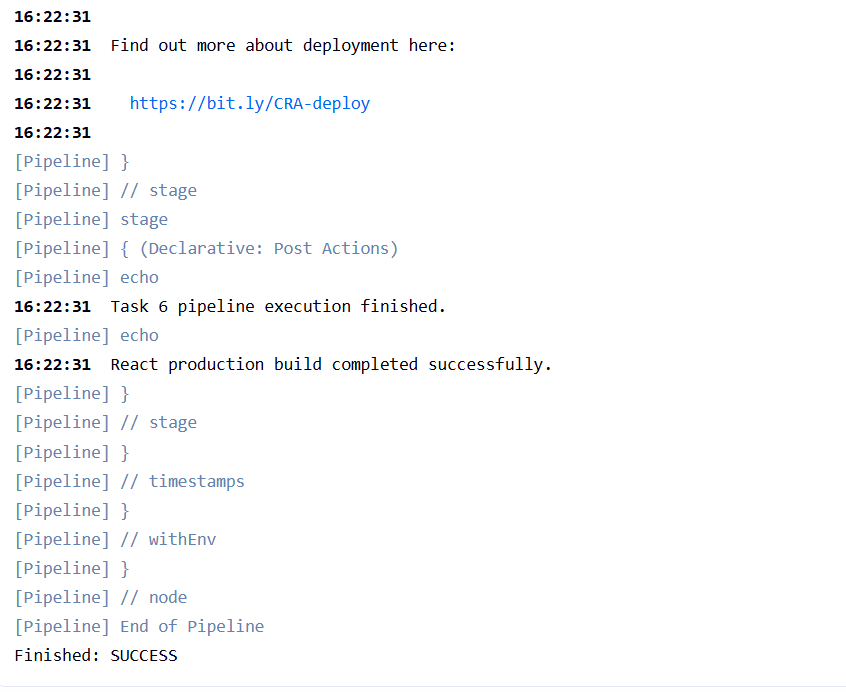 16:22:31
16:22:31  Find out more about deployment here:
16:22:31
16:22:31    https://bit.ly/CRA-deploy
16:22:31
[Pipeline] }
[Pipeline] // stage
[Pipeline] stage
[Pipeline] { (Declarative: Post Actions)
[Pipeline] echo
16:22:31  Task 6 pipeline execution finished.
[Pipeline] echo
16:22:31  React production build completed successfully.
[Pipeline] }
[Pipeline] // stage
[Pipeline] }
[Pipeline] // timestamps
[Pipeline] }
[Pipeline] // withEnv
[Pipeline] }
[Pipeline] // node
[Pipeline] End of Pipeline
Finished: SUCCESS